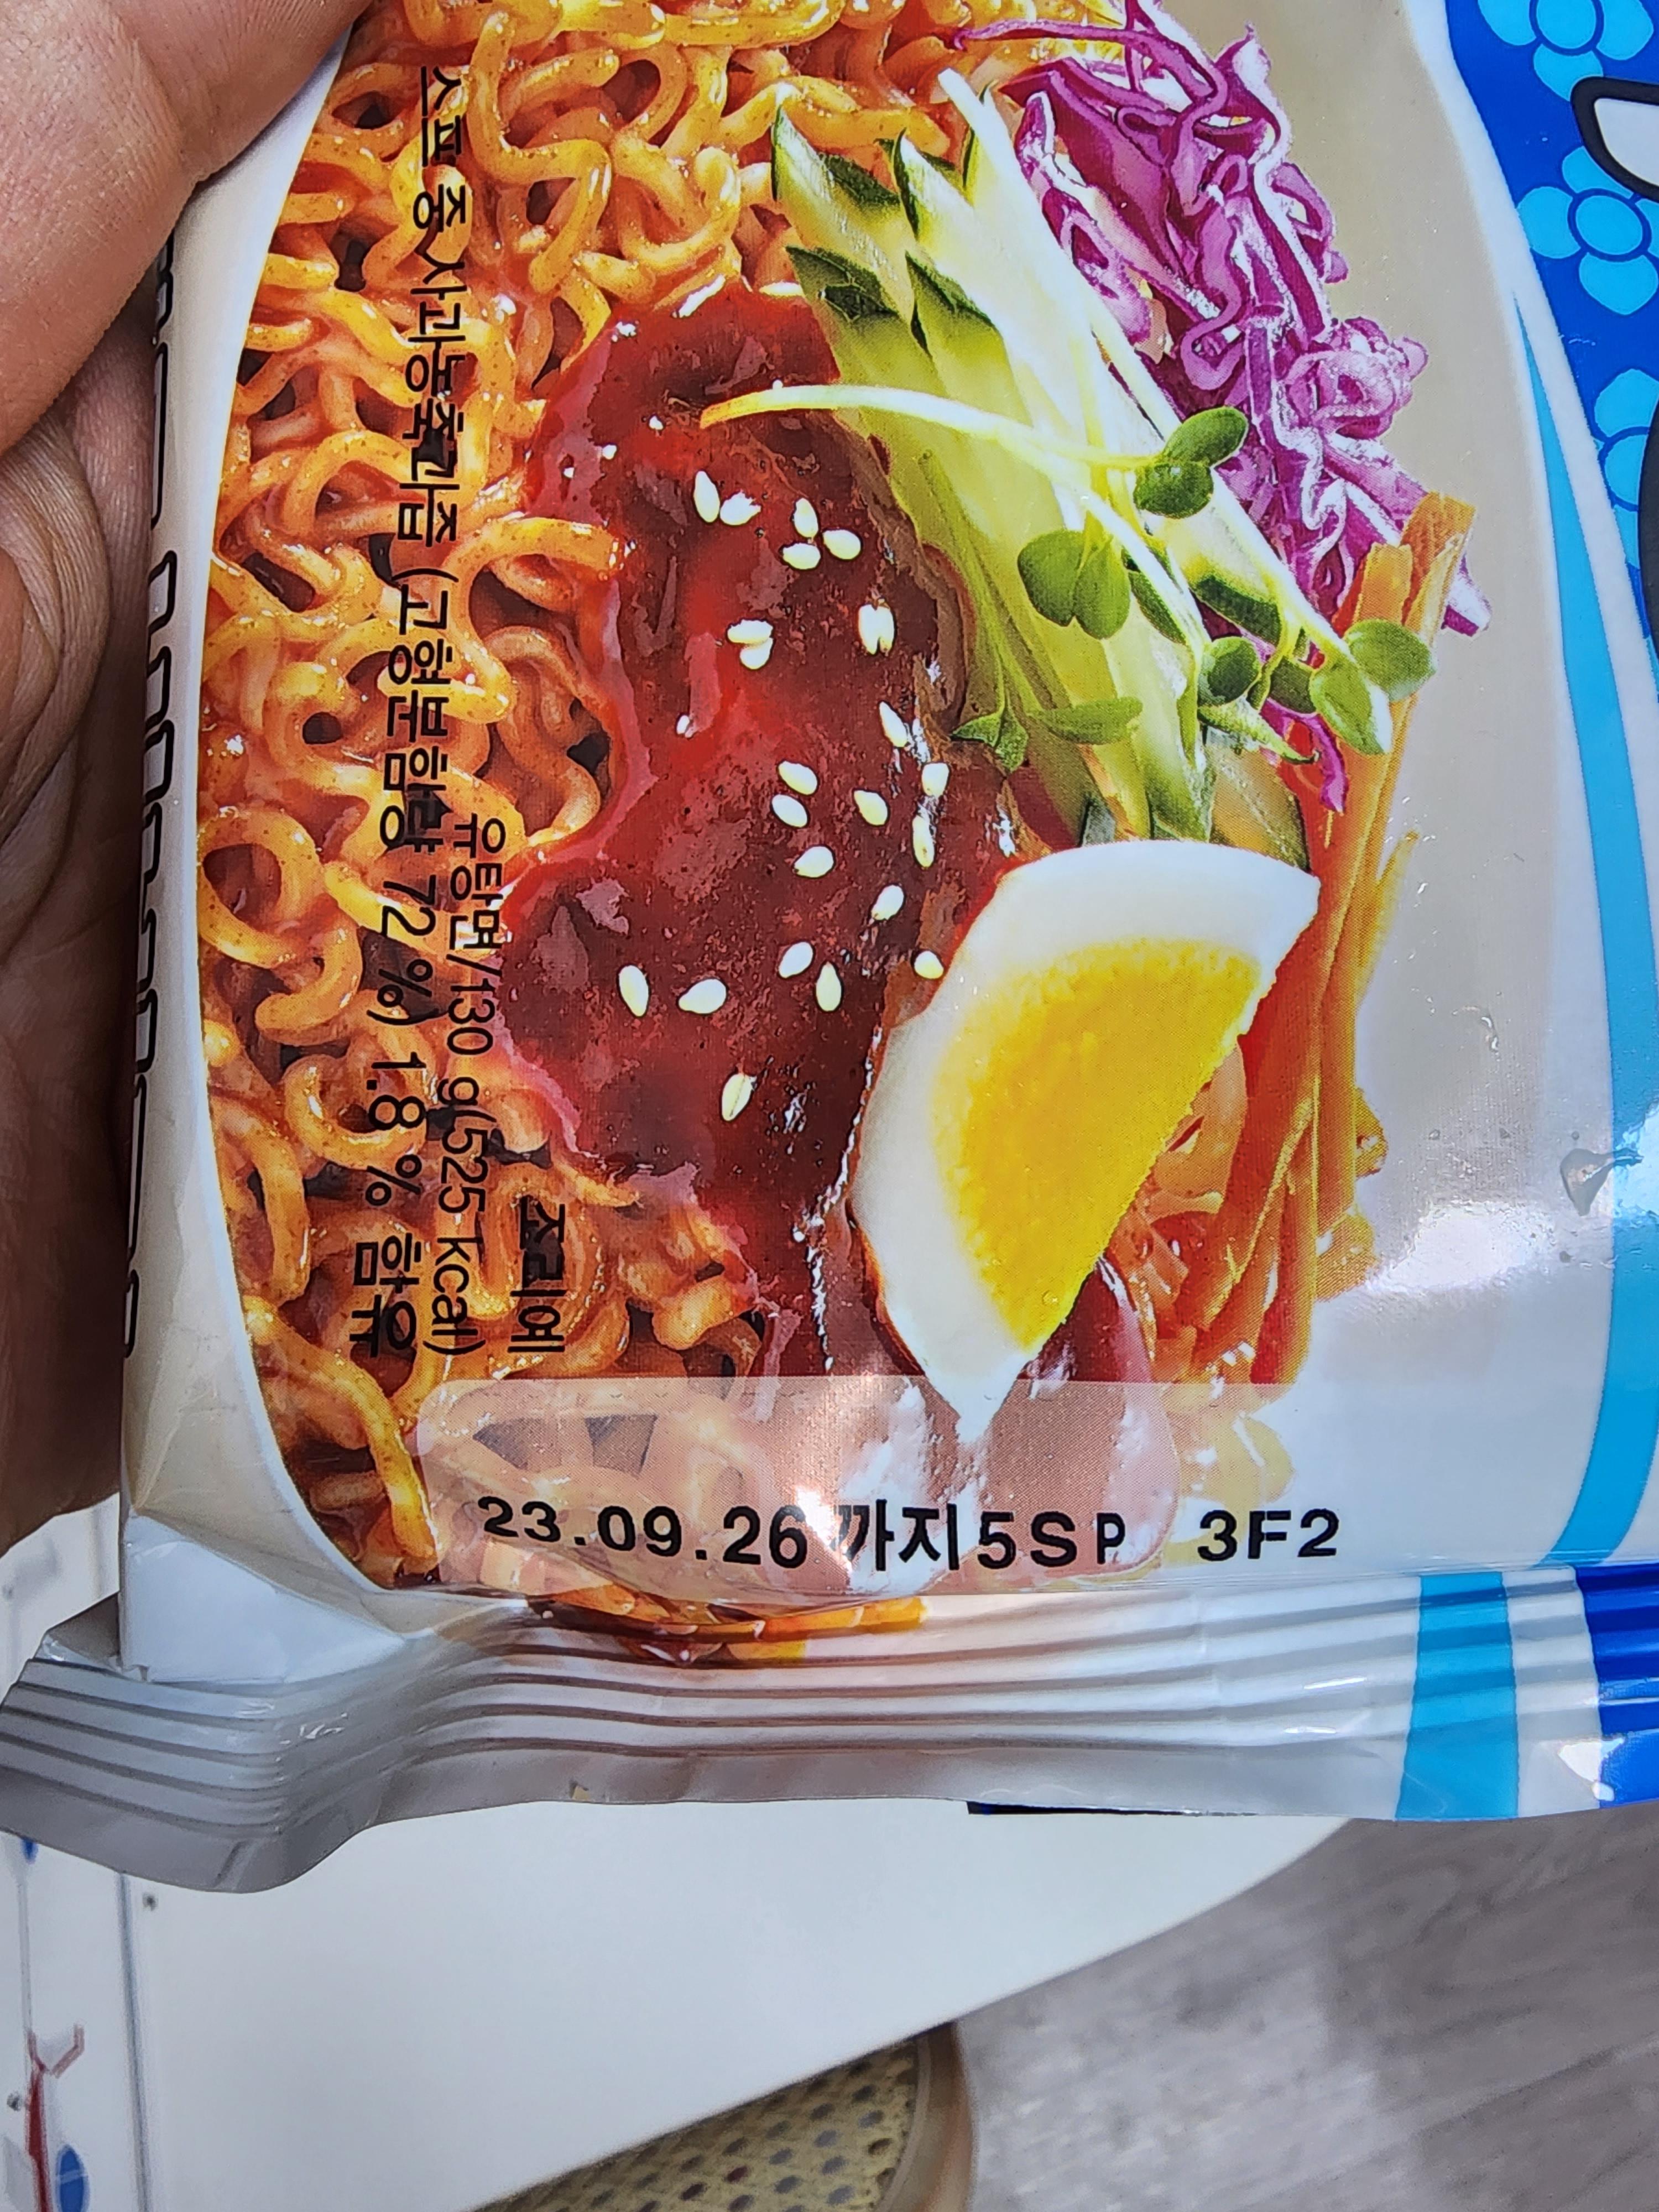 조리예
유탕면/130 g(525 kcal)
스프 중 사과농축과즙 (고형분함량 72 %) 1.8 % 함유
23.09.26 까지 5SP 3F2